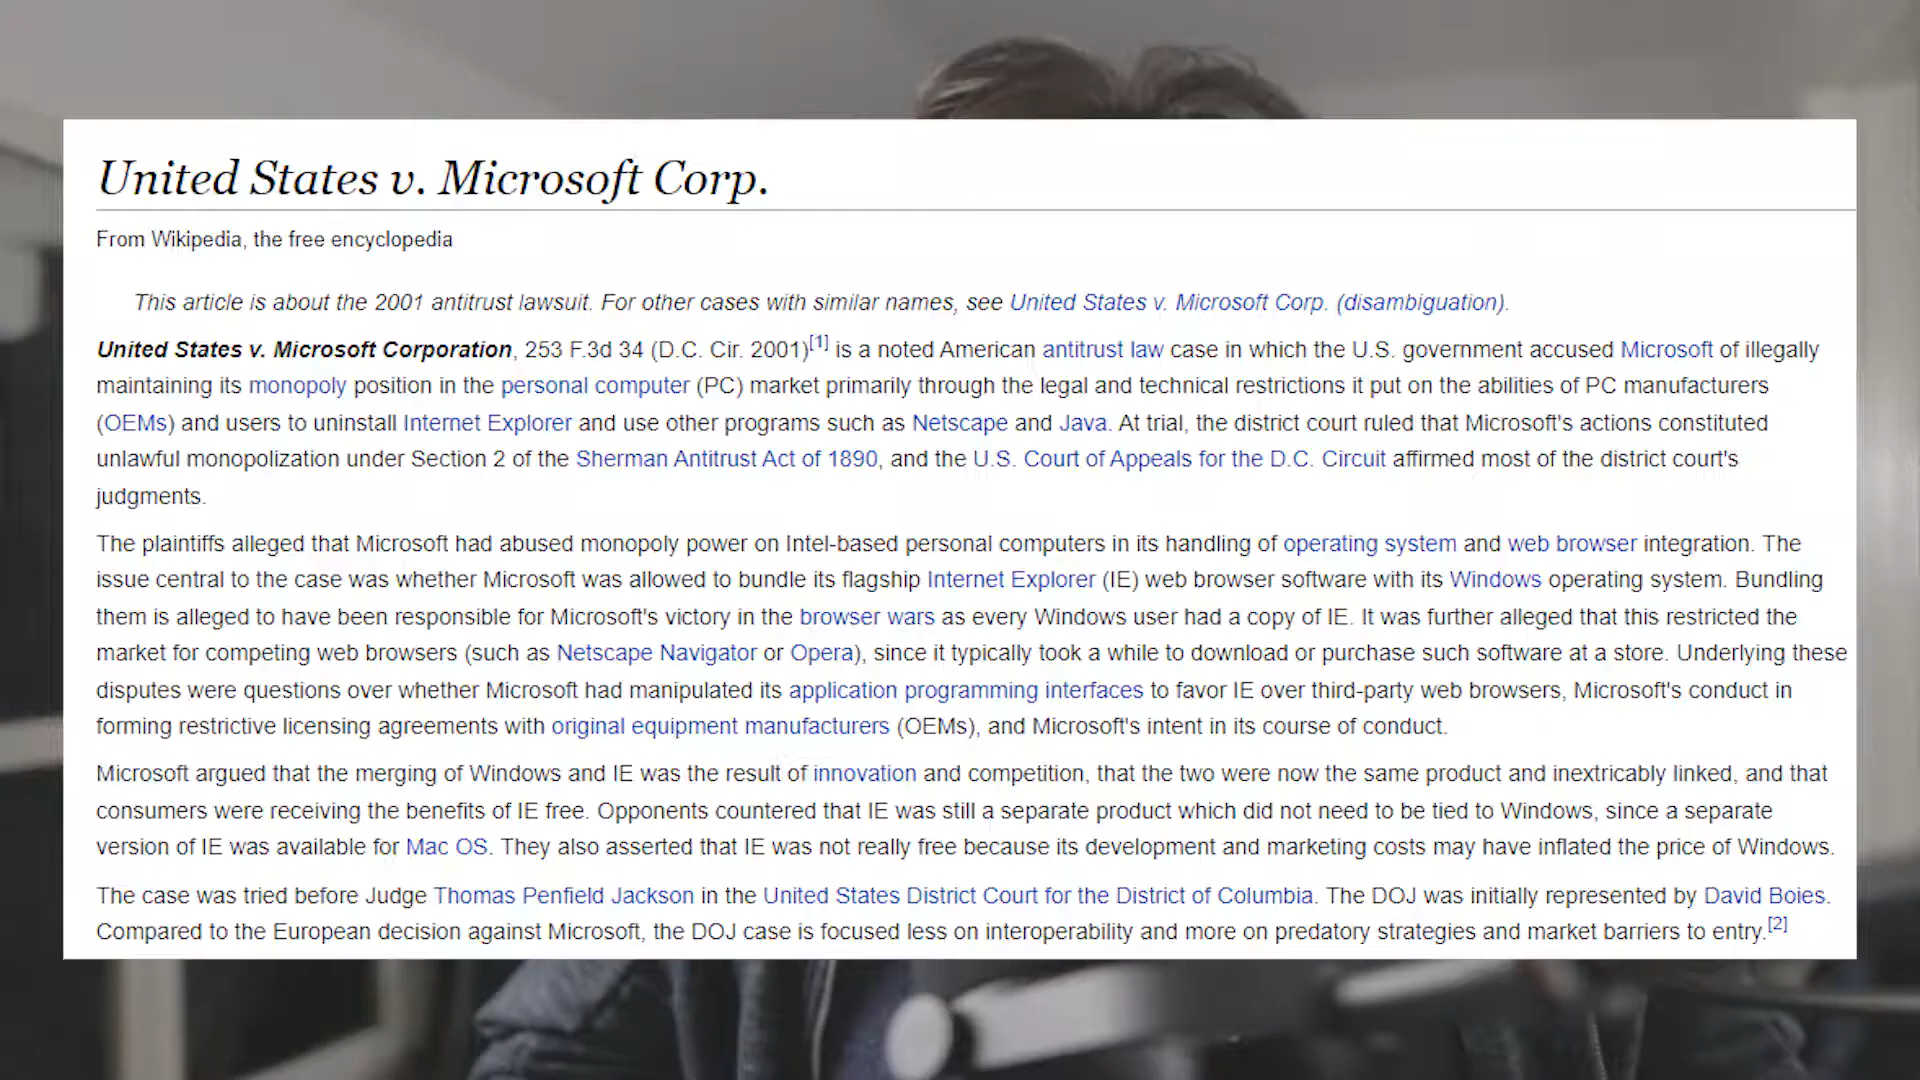 United States v. Microsoft Corp.
From Wikipedia, the free encyclopedia
This article is about the 2001 antitrust lawsuit. For other cases with similar names, see United States v. Microsoft Corp. (disambiguation).
United States v. Microsoft Corporation, 253 F.3d 34 (D.C. Cir. 2001)[1] is a noted American antitrust law case in which the U.S. government accused Microsoft of illegally
maintaining its monopoly position in the personal computer (PC) market primarily through the legal and technical restrictions it put on the abilities of PC manufacturers
(OEMs) and users to uninstall Internet Explorer and use other programs such as Netscape and Java. At trial, the district court ruled that Microsoft's actions constituted
unlawful monopolization under Section 2 of the Sherman Antitrust Act of 1890, and the U.S. Court of Appeals for the D.C. Circuit affirmed most of the district court's
judgments.
The plaintiffs alleged that Microsoft had abused monopoly power on Intel-based personal computers in its handling of operating system and web browser integration. The
issue central to the case was whether Microsoft was allowed to bundle its flagship Internet Explorer (IE) web browser software with its Windows operating system. Bundling
them is alleged to have been responsible for Microsoft's victory in the browser wars as every Windows user had a copy of IE. It was further alleged that this restricted the
market for competing web browsers (such as Netscape Navigator or Opera), since it typically took a while to download or purchase such software at a store. Underlying these
disputes were questions over whether Microsoft had manipulated its application programming interfaces to favor IE over third-party web browsers, Microsoft's conduct in
forming restrictive licensing agreements with original equipment manufacturers (OEMs), and Microsoft's intent in its course of conduct.
Microsoft argued that the merging of Windows and IE was the result of innovation and competition, that the two were now the same product and inextricably linked, and that
consumers were receiving the benefits of IE free. Opponents countered that IE was still a separate product which did not need to be tied to Windows, since a separate
version of IE was available for Mac OS. They also asserted that IE was not really free because its development and marketing costs may have inflated the price of Windows.
The case was tried before Judge Thomas Penfield Jackson in the United States District Court for the District of Columbia. The DOJ was initially represented by David Boies.
Compared to the European decision against Microsoft, the DOJ case is focused less on interoperability and more on predatory strategies and market barriers to entry.[2]